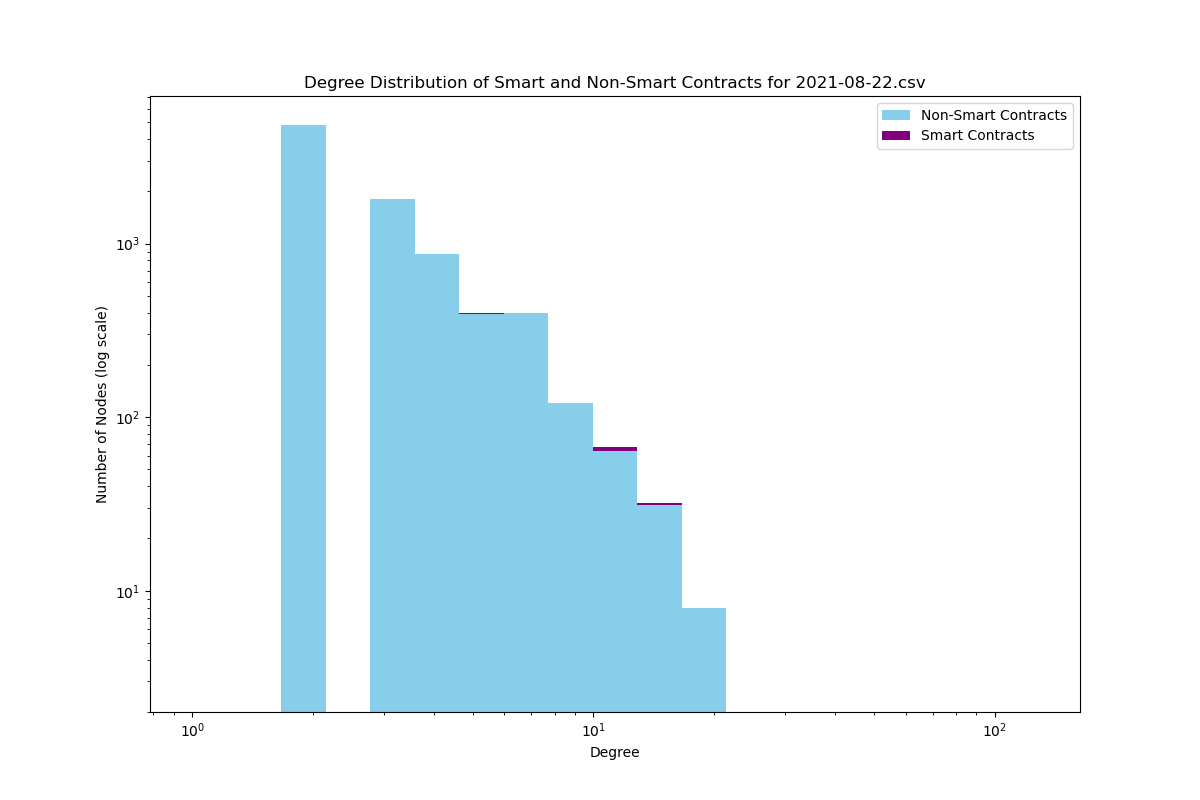 Degree Distribution of Smart and Non-Smart Contracts for 2021-08-22.csv
Non-Smart Contracts
Smart Contracts
Number of Nodes (log scale)
10³
10²
10¹
10⁰ 10¹ 10²
Degree